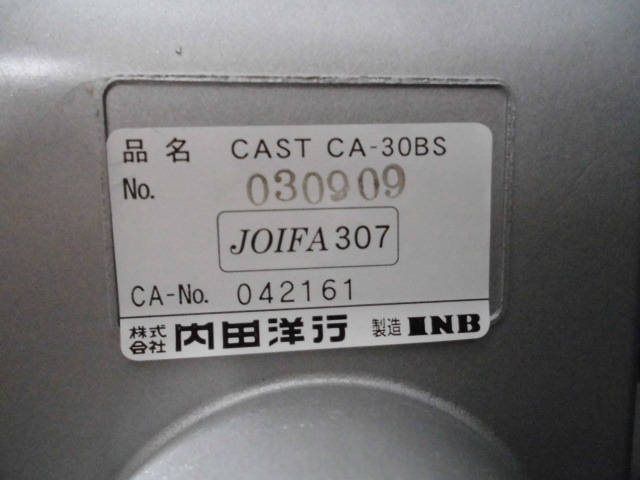 品名 CAST CA-30BS
No. 030909
JOIFA 307
CA-No. 042161
株式会社 内田洋行 製造 INB